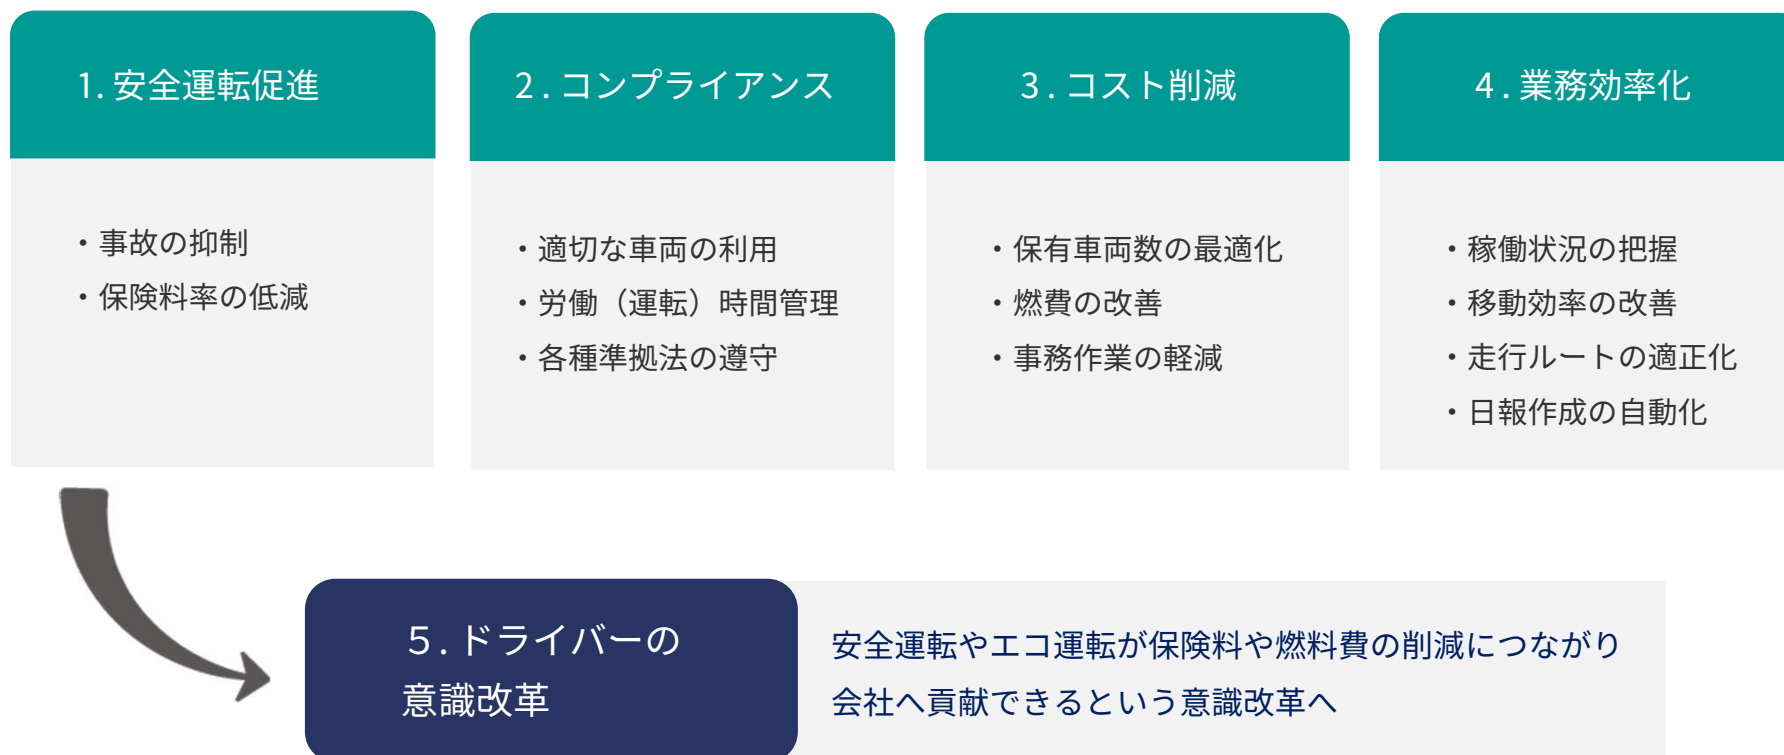 1. 安全運転促進
・事故の抑制
・保険料率の低減
2 . コンプライアンス
・適切な車両の利用
・労働（運転）時間管理
・各種準拠法の遵守
3 . コスト削減
・保有車両数の最適化
・燃費の改善
・事務作業の軽減
4 . 業務効率化
・稼働状況の把握
・移動効率の改善
・走行ルートの適正化
・日報作成の自動化
５. ドライバーの
意識改革
安全運転やエコ運転が保険料や燃料費の削減につながり
会社へ貢献できるという意識改革へ